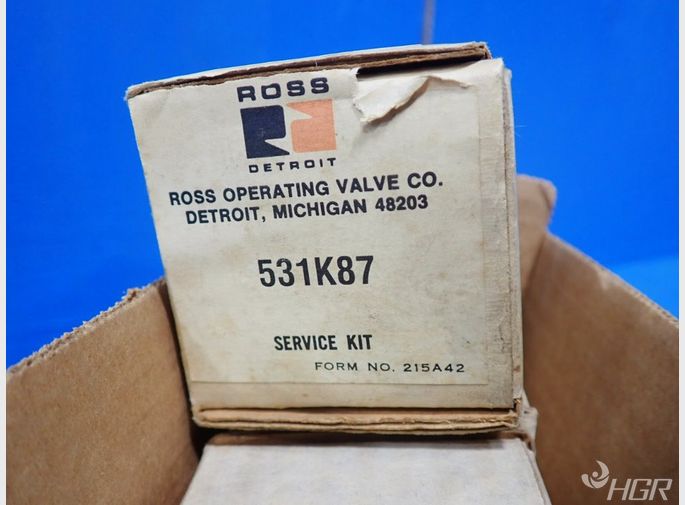 ROSS
DETROIT
ROSS OPERATING VALVE CO.
DETROIT, MICHIGAN 48203
531K87
SERVICE KIT
FORM NO. 215A42
HGR